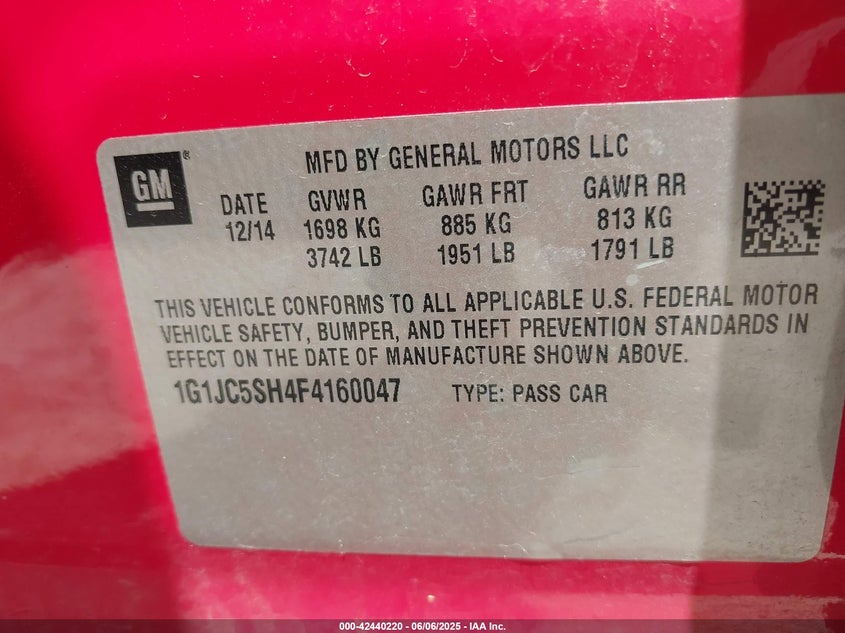 GM®
MFD BY GENERAL MOTORS LLC
DATE GVWR GAWR FRT GAWR RR
12/14 1698 KG 885 KG 813 KG
3742 LB 1951 LB 1791 LB
THIS VEHICLE CONFORMS TO ALL APPLICABLE U.S. FEDERAL MOTOR
VEHICLE SAFETY, BUMPER, AND THEFT PREVENTION STANDARDS IN
EFFECT ON THE DATE OF MANUFACTURE SHOWN ABOVE.
1G1JC5SH4F4160047 TYPE: PASS CAR
000-42440220 - 06/06/2025 - IAA Inc.